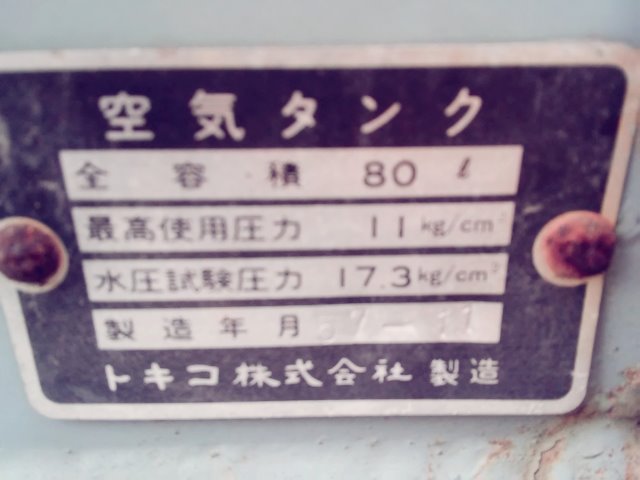 空気タンク
全容積 80 ℓ
最高使用圧力 11 kg/cm²
水圧試験圧力 17.3 kg/cm²
製造年月 57-11
トキコ株式会社 製造